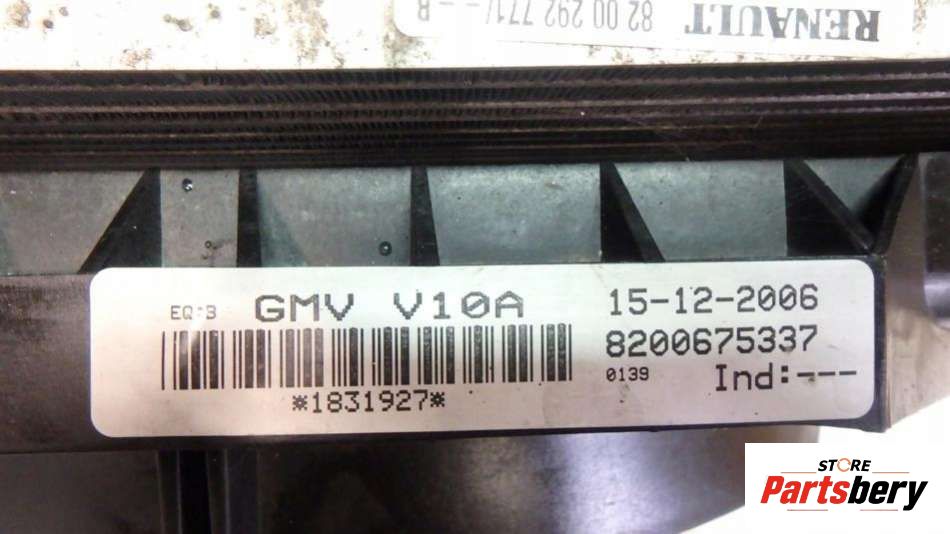 RENAULT
82 00 292 771/--B
EQ:B GMV V10A 15-12-2006
8200675337
0139 Ind:---
*1831927*
STORE
Partsbery